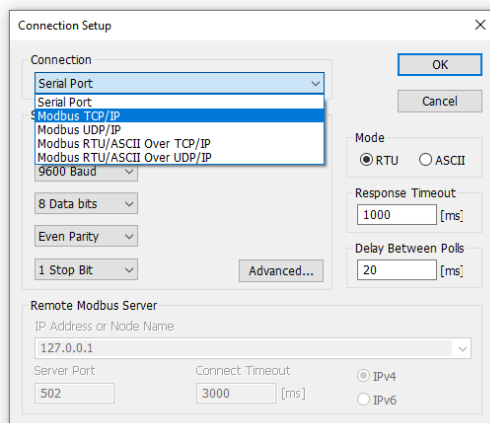 Connection Setup
Connection
Serial Port
Serial Port
Modbus TCP/IP
Modbus UDP/IP
Modbus RTU/ASCII Over TCP/IP
Modbus RTU/ASCII Over UDP/IP
9600 Baud
8 Data bits
Even Parity
1 Stop Bit
Advanced...
OK
Cancel
Mode
RTU ASCII
Response Timeout
1000 [ms]
Delay Between Polls
20 [ms]
Remote Modbus Server
IP Address or Node Name
127.0.0.1
Server Port Connect Timeout
502 3000 [ms]
IPv4
IPv6